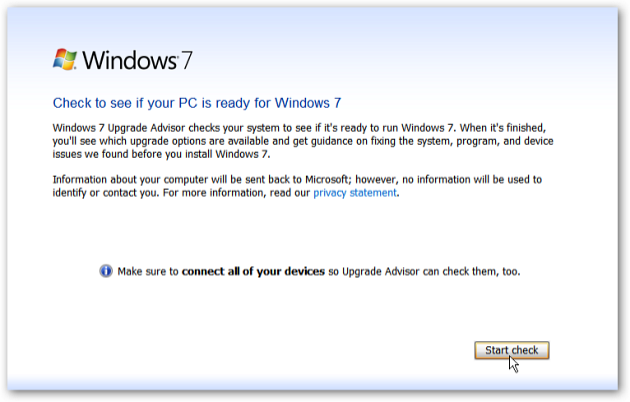 Windows 7
Check to see if your PC is ready for Windows 7
Windows 7 Upgrade Advisor checks your system to see if it's ready to run Windows 7. When it's finished,
you'll see which upgrade options are available and get guidance on fixing the system, program, and device
issues we found before you install Windows 7.
Information about your computer will be sent back to Microsoft; however, no information will be used to
identify or contact you. For more information, read our privacy statement.
Make sure to connect all of your devices so Upgrade Advisor can check them, too.
Start check